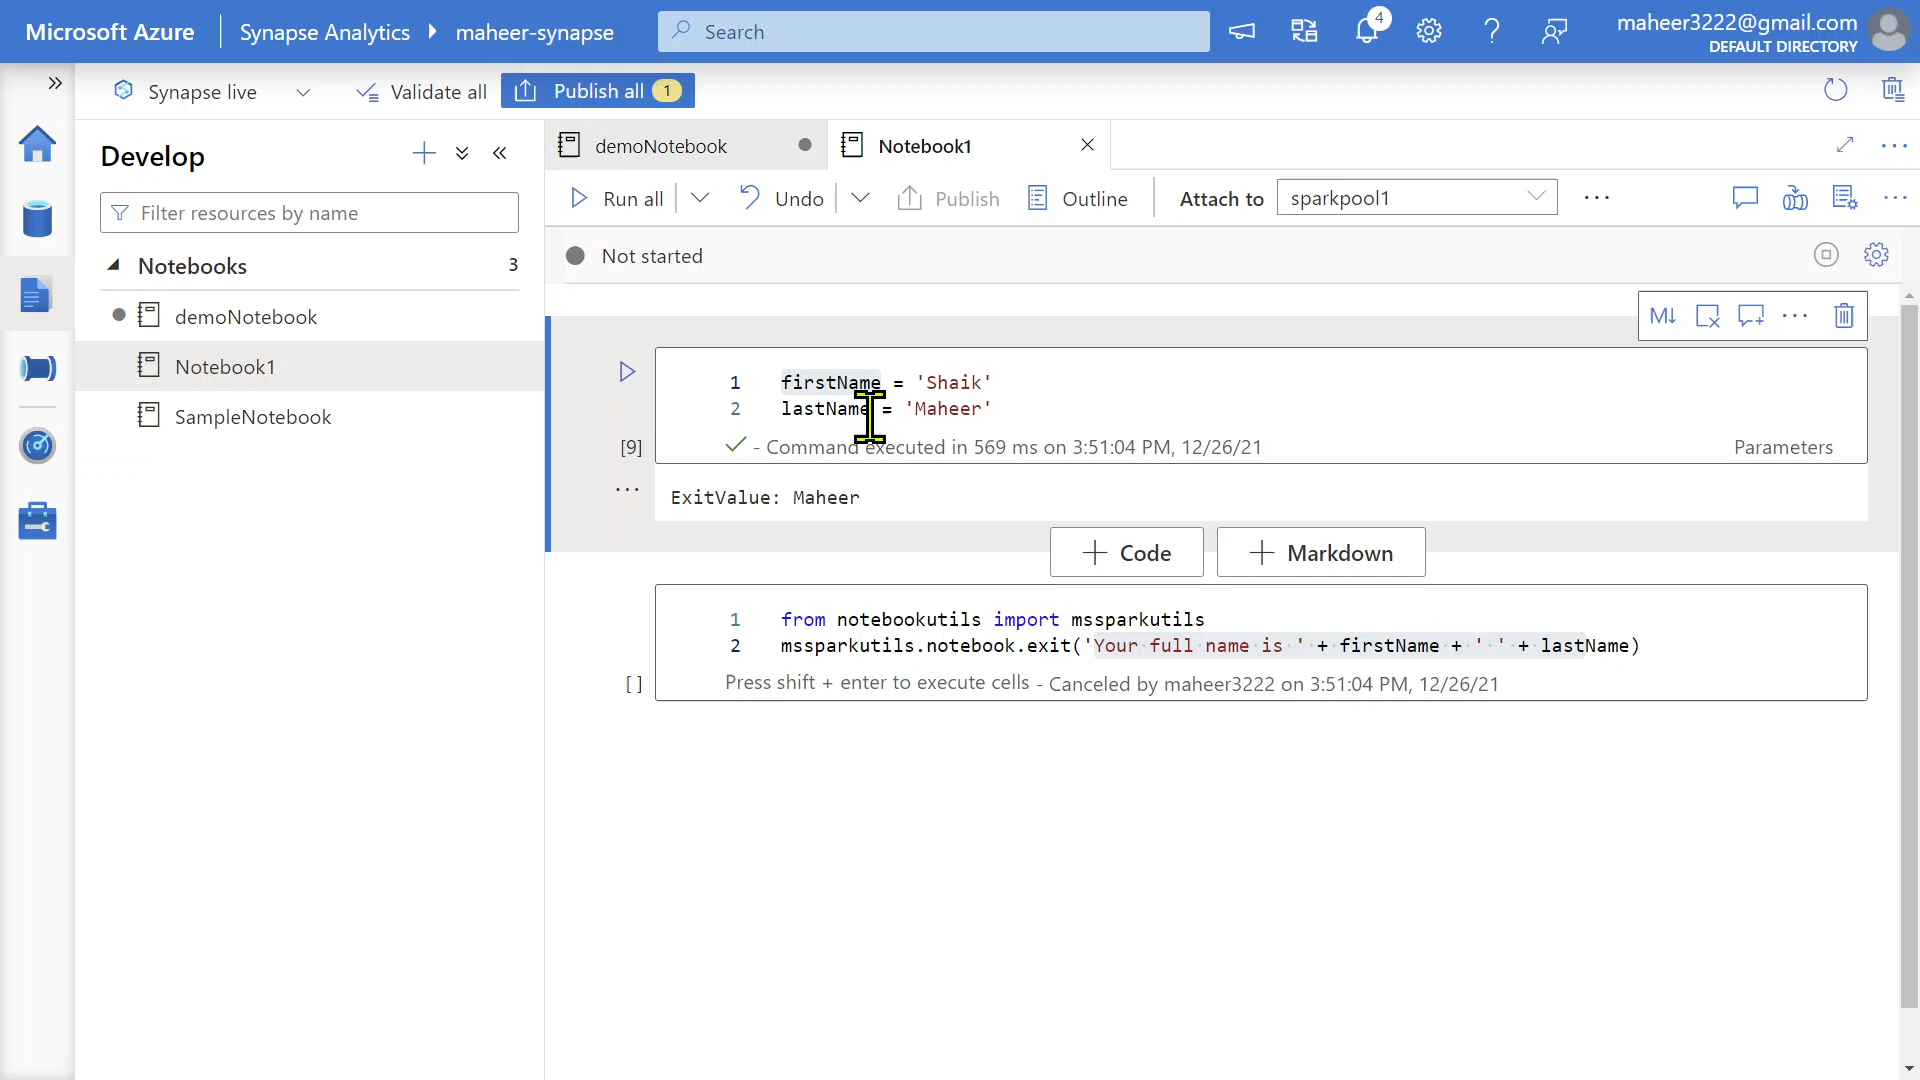 Microsoft Azure
Synapse Analytics
maheer-synapse
Search
4
maheer3222@gmail.com
DEFAULT DIRECTORY
Synapse live
Validate all
Publish all 1
Develop
Filter resources by name
Notebooks 3
demoNotebook
Notebook1
SampleNotebook
demoNotebook
Notebook1
Run all
Undo
Publish
Outline
Attach to
sparkpool1
Not started
M↓
1 firstName = 'Shaik'
2 lastName = 'Maheer'
[9] - Command executed in 569 ms on 3:51:04 PM, 12/26/21 Parameters
ExitValue: Maheer
+ Code
+ Markdown
1 from notebookutils import mssparkutils
2 mssparkutils.notebook.exit('Your full name is ' + firstName + ' ' + lastName)
[ ] Press shift + enter to execute cells - Canceled by maheer3222 on 3:51:04 PM, 12/26/21